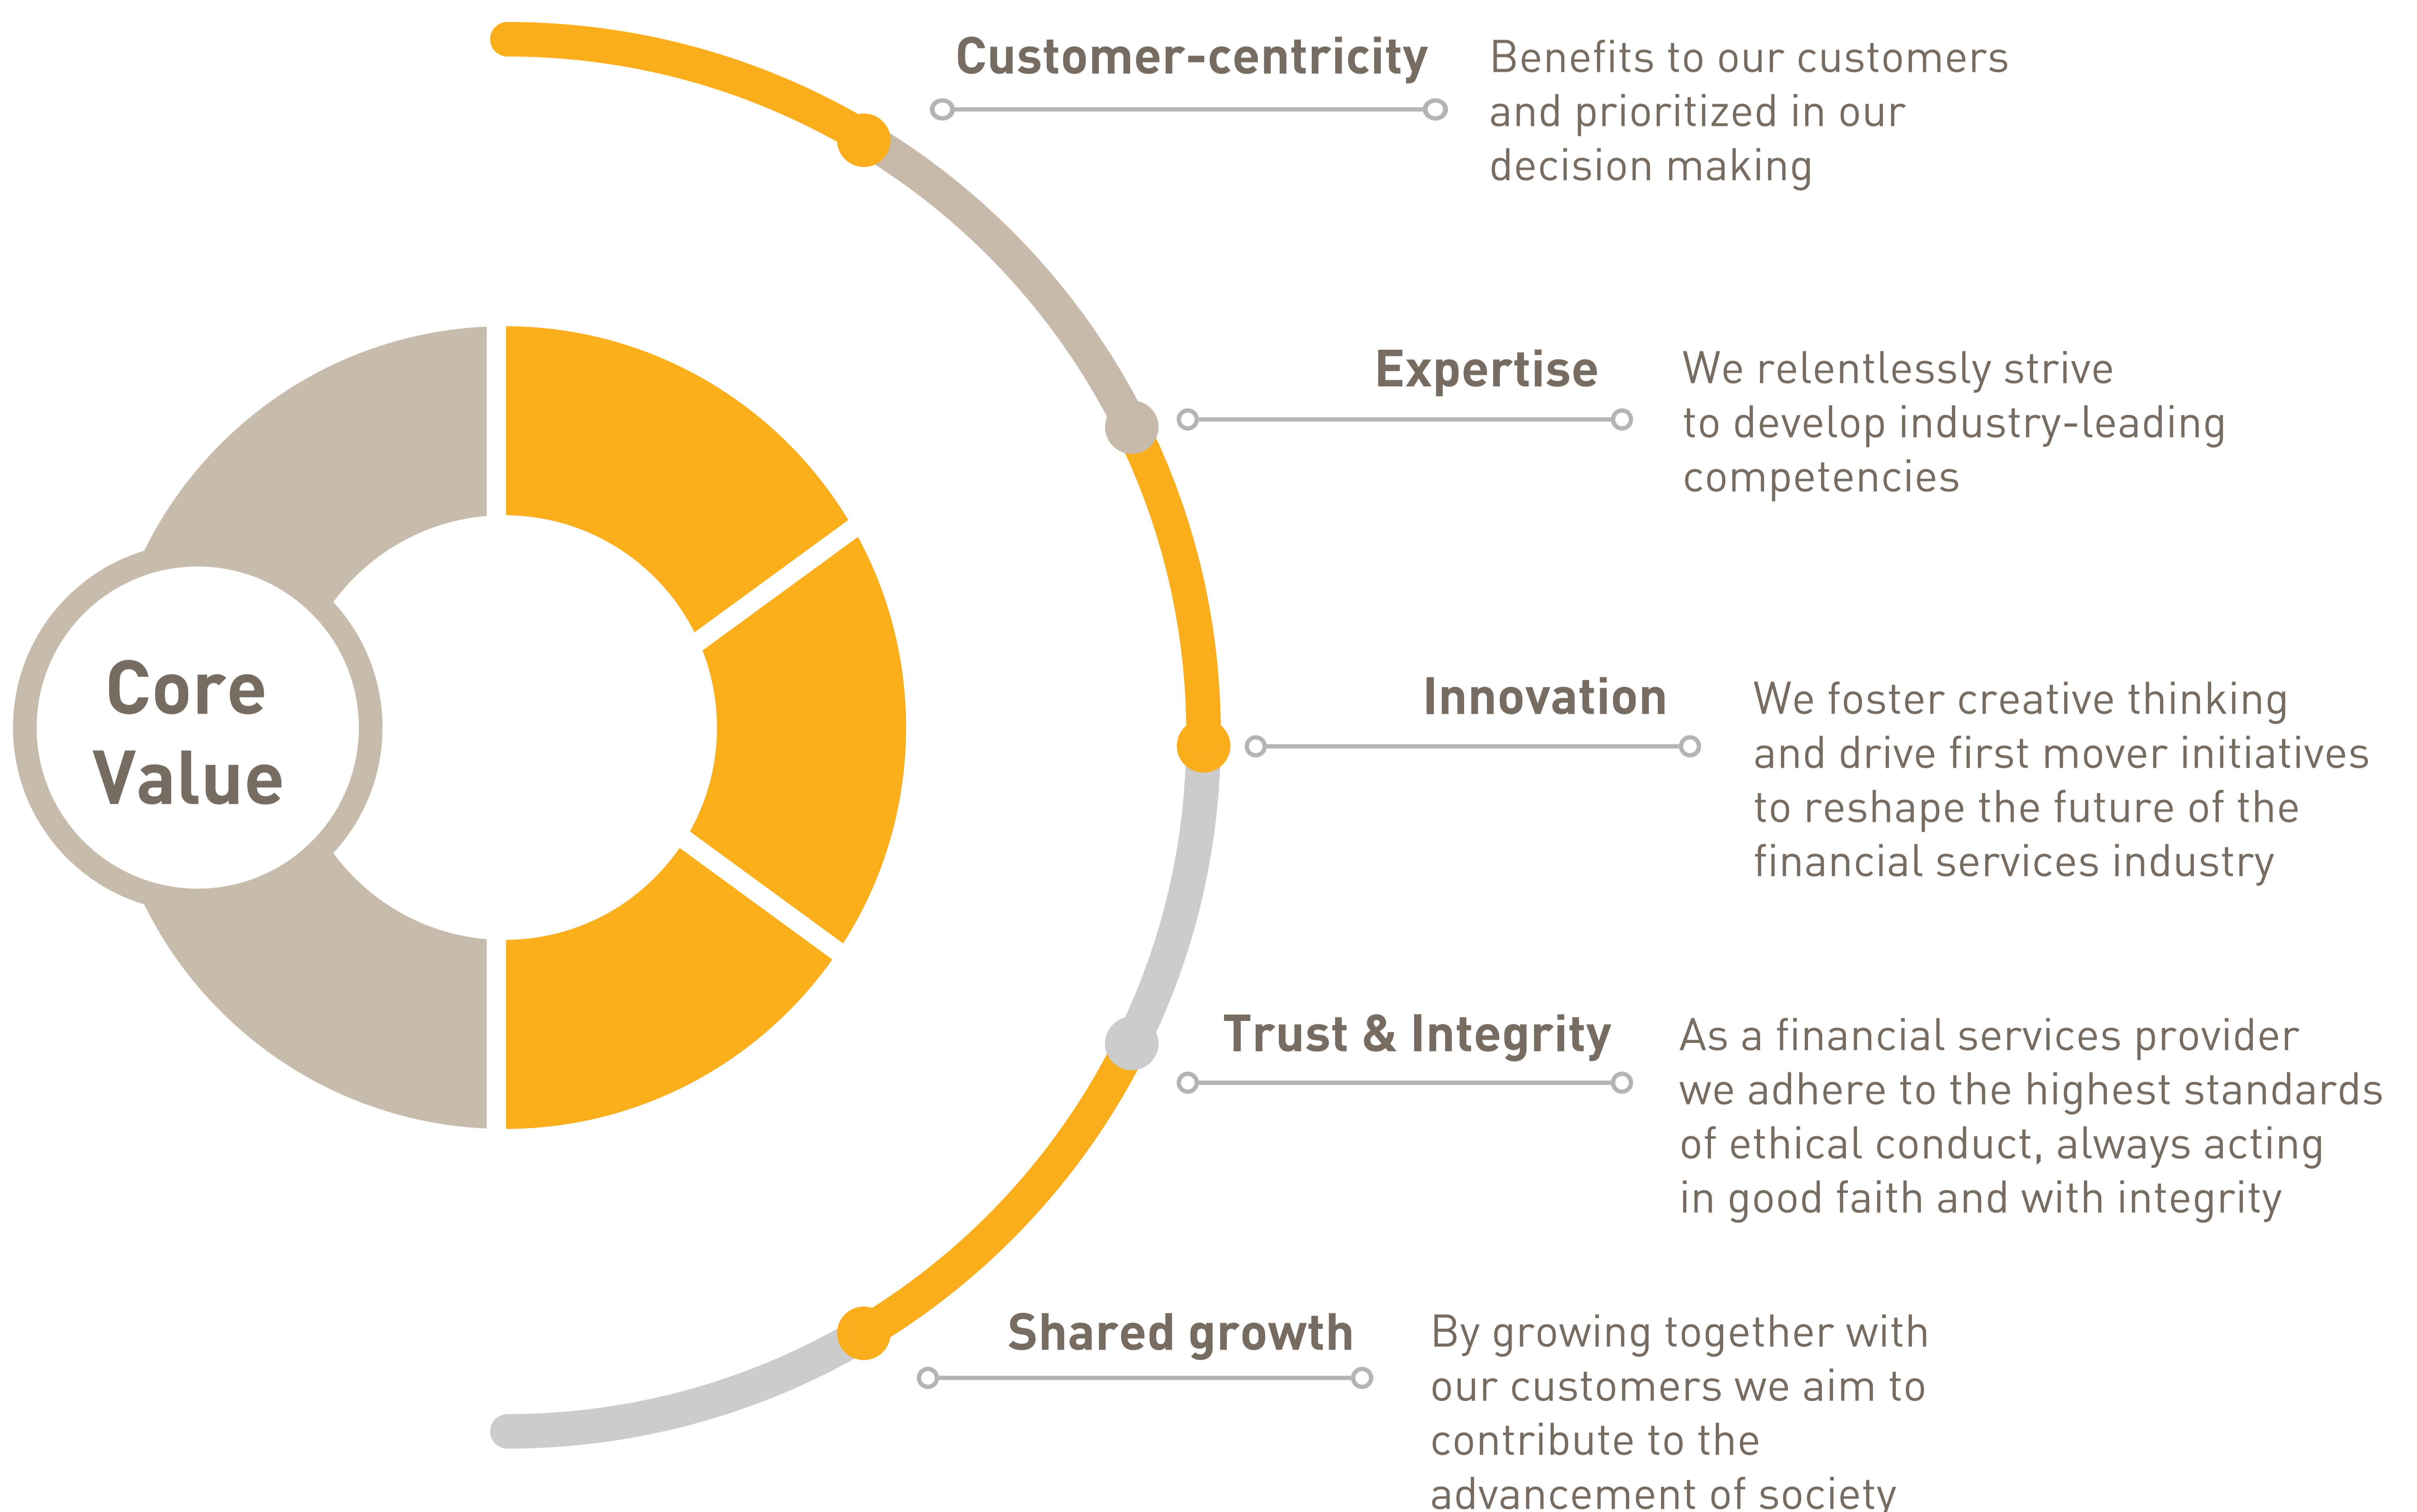 Core
Value
Customer-centricity
Benefits to our customers
and prioritized in our
decision making
Expertise
We relentlessly strive
to develop industry-leading
competencies
Innovation
We foster creative thinking
and drive first mover initiatives
to reshape the future of the
financial services industry
Trust & Integrity
As a financial services provider
we adhere to the highest standards
of ethical conduct, always acting
in good faith and with integrity
Shared growth
By growing together with
our customers we aim to
contribute to the
advancement of society